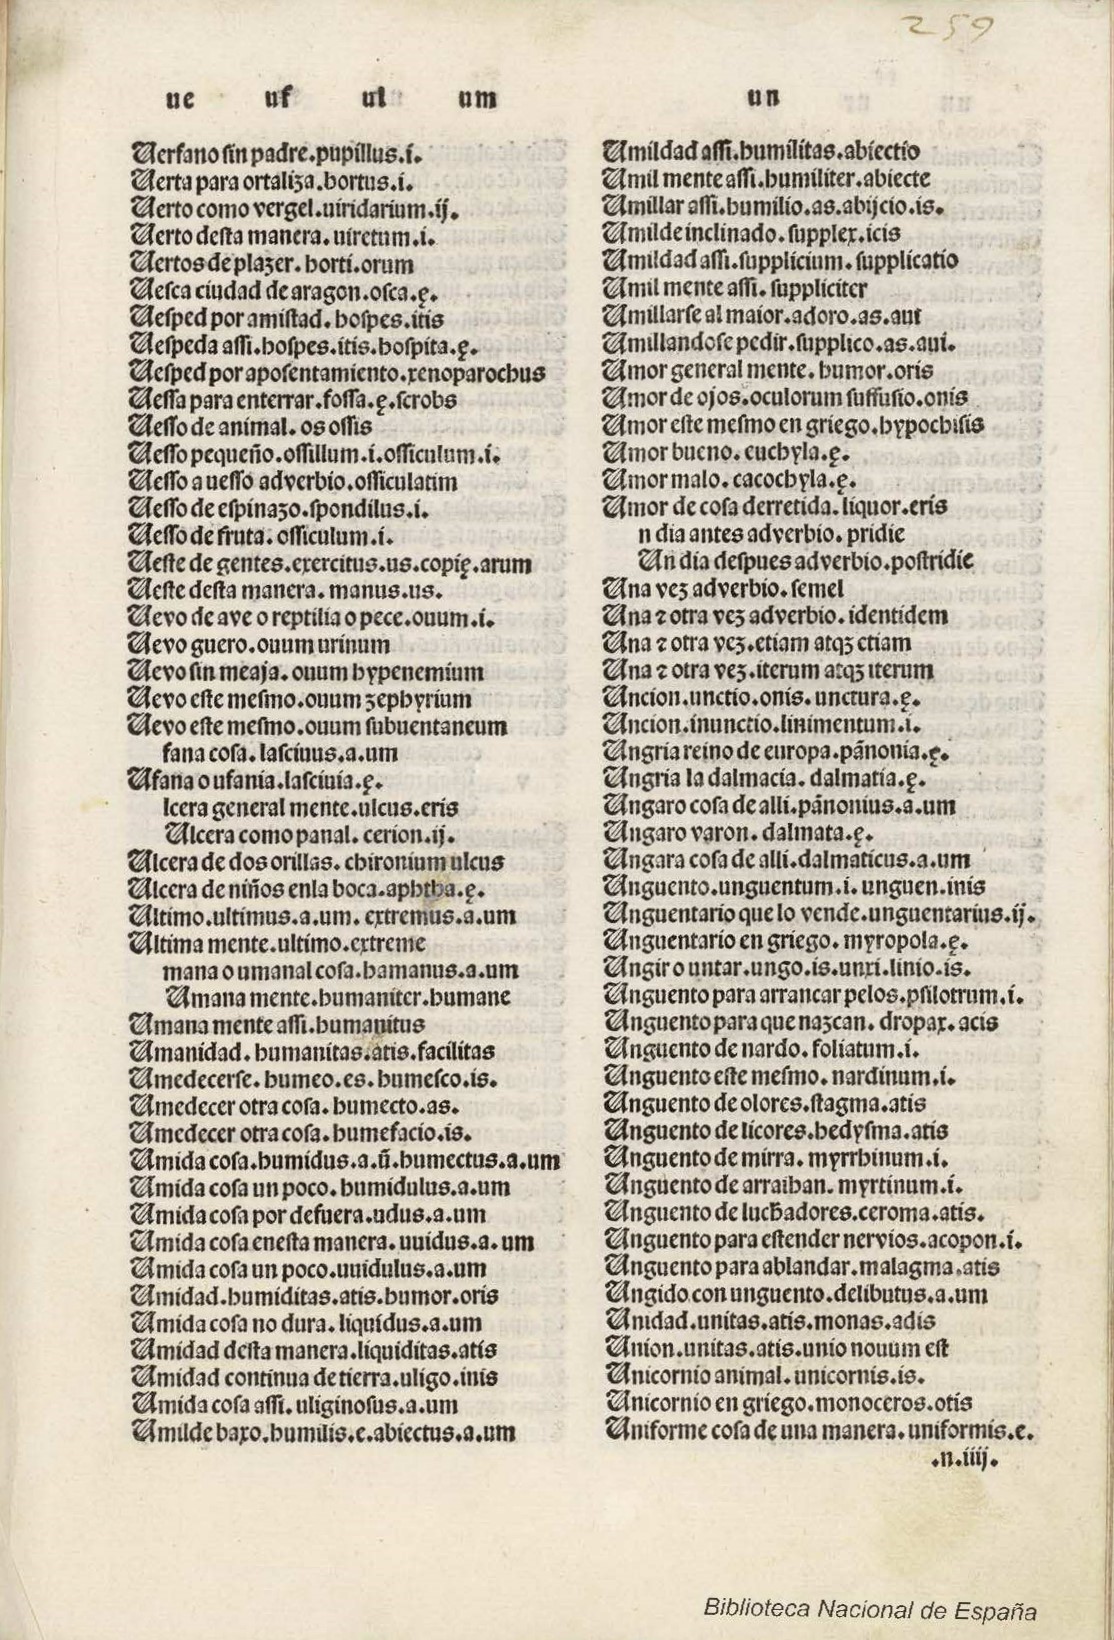 259
ue uf ul um un
Uerfano sin padre.pupillus.i.
Uerta para ortaliza.hortus.i.
Uerto como vergel.uiridarium.ij.
Uerto desta manera.uiretum.i.
Uertos de plazer.horti.orum
Uesca ciudad de aragon.osca.ę.
Uesped por amistad.hospes.itis
Uespeda assi.hospes.itis.hospita.ę.
Uesped por aposentamiento.xenoparochus
Uessa para enterrar.fossa.ę.scrobs
Uesso de animal.os ossis
Uesso pequeño.ossillum.i.ossiculum.i.
Uesso a uesso adverbio.ossiculatim
Uesso de espinazo.spondilus.i.
Uesso de fruta.ossiculum.i.
Ueste de gentes.exercitus.us.copię.arum
Ueste desta manera.manus.us.
Uevo de ave o reptilia o pece.ouum.i.
Uevo guero.ouum urinum
Uevo sin meaja.ouum hypenemium
Uevo este mesmo.ouum zephyrium
Uevo este mesmo.ouum subuentaneum
fana cosa.lascinus.a.um
Ufana o ufania.lasciuia.ę.
lcera general mente.ulcus.eris
Ulcera como panal.cerion.ij.
Ulcera de dos orillas.chironium ulcus
Ulcera de niños enla boca.aphtha.ę.
Ultimo.ultimus.a.um.extremus.a.um
Ultima mente.ultimo.extreme
mana o umanal cosa.hamanus.a.um
Umana mente.humaniter.humane
Umana mente assi.humanitus
Umanidad.humanitas.atis.facilitas
Umedecerse.humeo.es.humesco.is.
Umedecer otra cosa.humecto.as.
Umedecer otra cosa.humefacio.is.
Umida cosa.humidus.a.ũ.humectus.a.um
Umida cosa un poco.humidulus.a.um
Umida cosa por defuera.udus.a.um
Umida cosa enesta manera.uuidus.a.um
Umida cosa un poco.uuidulus.a.um
Umidad.humiditas.atis.humor.oris
Umida cosa no dura.liquidus.a.um
Umidad desta manera.liquiditas.atis
Umidad continua de tierra.uligo.inis
Umida cosa assi.uliginosus.a.um
Umilde baxo.humilis.e.abiectus.a.um
Umildad assi.humilitas.abiectio
Umil mente assi.humiliter.abiecte
Umillar assi.humilio.as.abijcio.is.
Umilde inclinado.supplex.icis
Umildad assi.supplicium.supplicatio
Umil mente assi.suppliciter
Umillarse al maior.adoro.as.aui
Umillandose pedir.supplico.as.aui.
Umor general mente.humor.oris
Umor de ojos.oculorum suffusio.onis
Umor este mesmo en griego.hypochisis
Umor bueno.euchyla.ę.
Umor malo.cacochyla.ę.
Umor de cosa derretida.liquor.eris
n dia antes adverbio.pridie
Un dia despues adverbio.postridie
Una vez adverbio.semel
Una ⁊ otra vez adverbio.identidem
Una ⁊ otra vez.etiam atqꝫ etiam
Una ⁊ otra vez.iterum atqꝫ iterum
Uncion.unctio.onis.unctura.ę.
Uncion.inunctio.linimentum.i.
Ungria reino de europa.pãnonia.ę.
Ungria la dalmacia.dalmatia.ę.
Ungaro cosa de alli.pãnonius.a.um
Ungaro varon.dalmata.ę.
Ungara cosa de alli.dalmaticus.a.um
Unguento.unguentum.i.unguen.inis
Unguentario que lo vende.unguentarius.ij.
Unguentario en griego.myropola.ę.
Ungir o untar.ungo.is.unxi.linio.is.
Unguento para arrancar pelos.psilotrum.i.
Unguento para que nazcan.dropax.acis
Unguento de nardo.foliatum.i.
Unguento este mesmo.nardinum.i.
Unguento de olores.stagma.atis
Unguento de licores.hedysma.atis
Unguento de mirra.myrrhinum.i.
Unguento de arraihan.myrtinum.i.
Unguento de luchadores.ceroma.atis.
Unguento para estender nervios.acopon.i.
Unguento para ablandar.malagma.atis
Ungido con unguento.delibutus.a.um
Unidad.unitas.atis.monas.adis
Union.unitas.atis.unio nouum est
Unicornio animal.unicornis.is.
Unicornio en griego.monoceros.otis
Uniforme cosa de una manera.uniformis.e.
.n.iiij.
Biblioteca Nacional de España